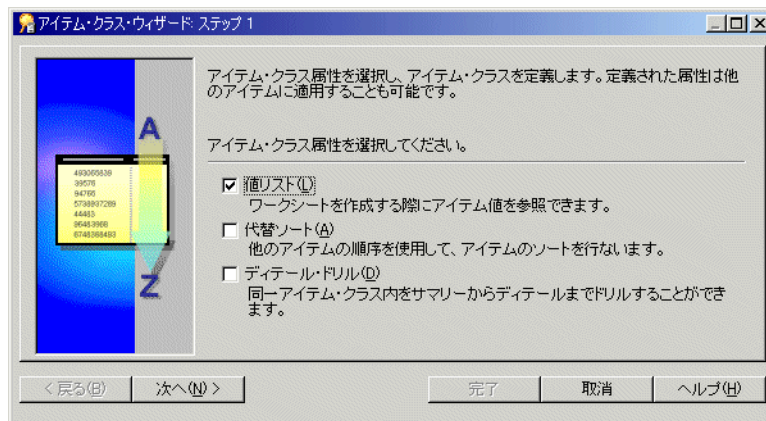 アイテム・クラス・ウィザード: ステップ 1
アイテム・クラス属性を選択し、アイテム・クラスを定義します。定義された属性は他
のアイテムに適用することも可能です。
アイテム・クラス属性を選択してください。
A
493065839
39576
94766
5738937289
44483
96483968
6748368493
Z
値リスト(L)
ワークシートを作成する際にアイテム値を参照できます。
代替ソート(A)
他のアイテムの順序を使用して、アイテムのソートを行ないます。
ディテール・ドリル(D)
同一アイテム・クラス内をサマリーからディテールまでドリルすることができ
ます。
< 戻る(B)
次へ(N) >
完了
取消
ヘルプ(H)